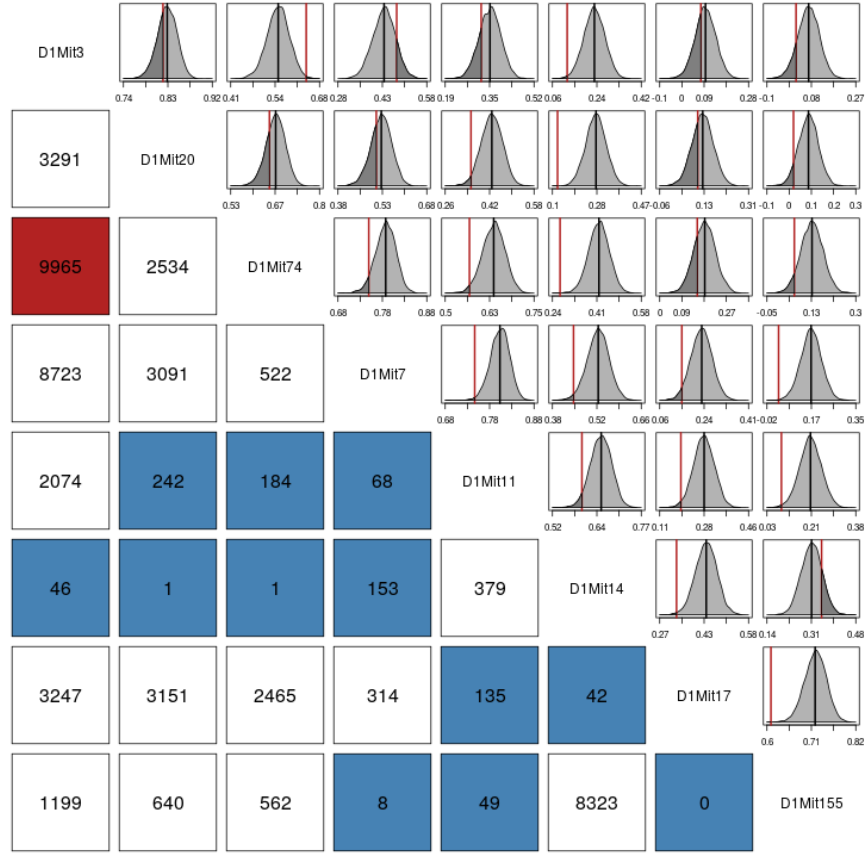 D1Mit3
0.74 0.83 0.92 0.41 0.54 0.68 0.28 0.43 0.58 0.19 0.35 0.52 0.06 0.24 0.42 -0.1 0 0.09 0.28 -0.1 0.08 0.27
3291 D1Mit20
0.53 0.67 0.8 0.38 0.53 0.68 0.26 0.42 0.58 0.1 0.28 0.47 -0.06 0.13 0.31 -0.1 0 0.1 0.2 0.3
9965 2534 D1Mit74
0.68 0.78 0.88 0.5 0.63 0.75 0.24 0.41 0.58 0 0.09 0.27 -0.05 0.13 0.3
8723 3091 522 D1Mit7
0.68 0.78 0.88 0.38 0.52 0.66 0.06 0.24 0.41 -0.02 0.17 0.35
2074 242 184 68 D1Mit11
0.52 0.64 0.77 0.11 0.28 0.46 0.03 0.21 0.38
46 1 1 153 379 D1Mit14
0.27 0.43 0.58 0.14 0.31 0.48
3247 3151 2465 314 135 42 D1Mit17
0.6 0.71 0.82
1199 640 562 8 49 8323 0 D1Mit155